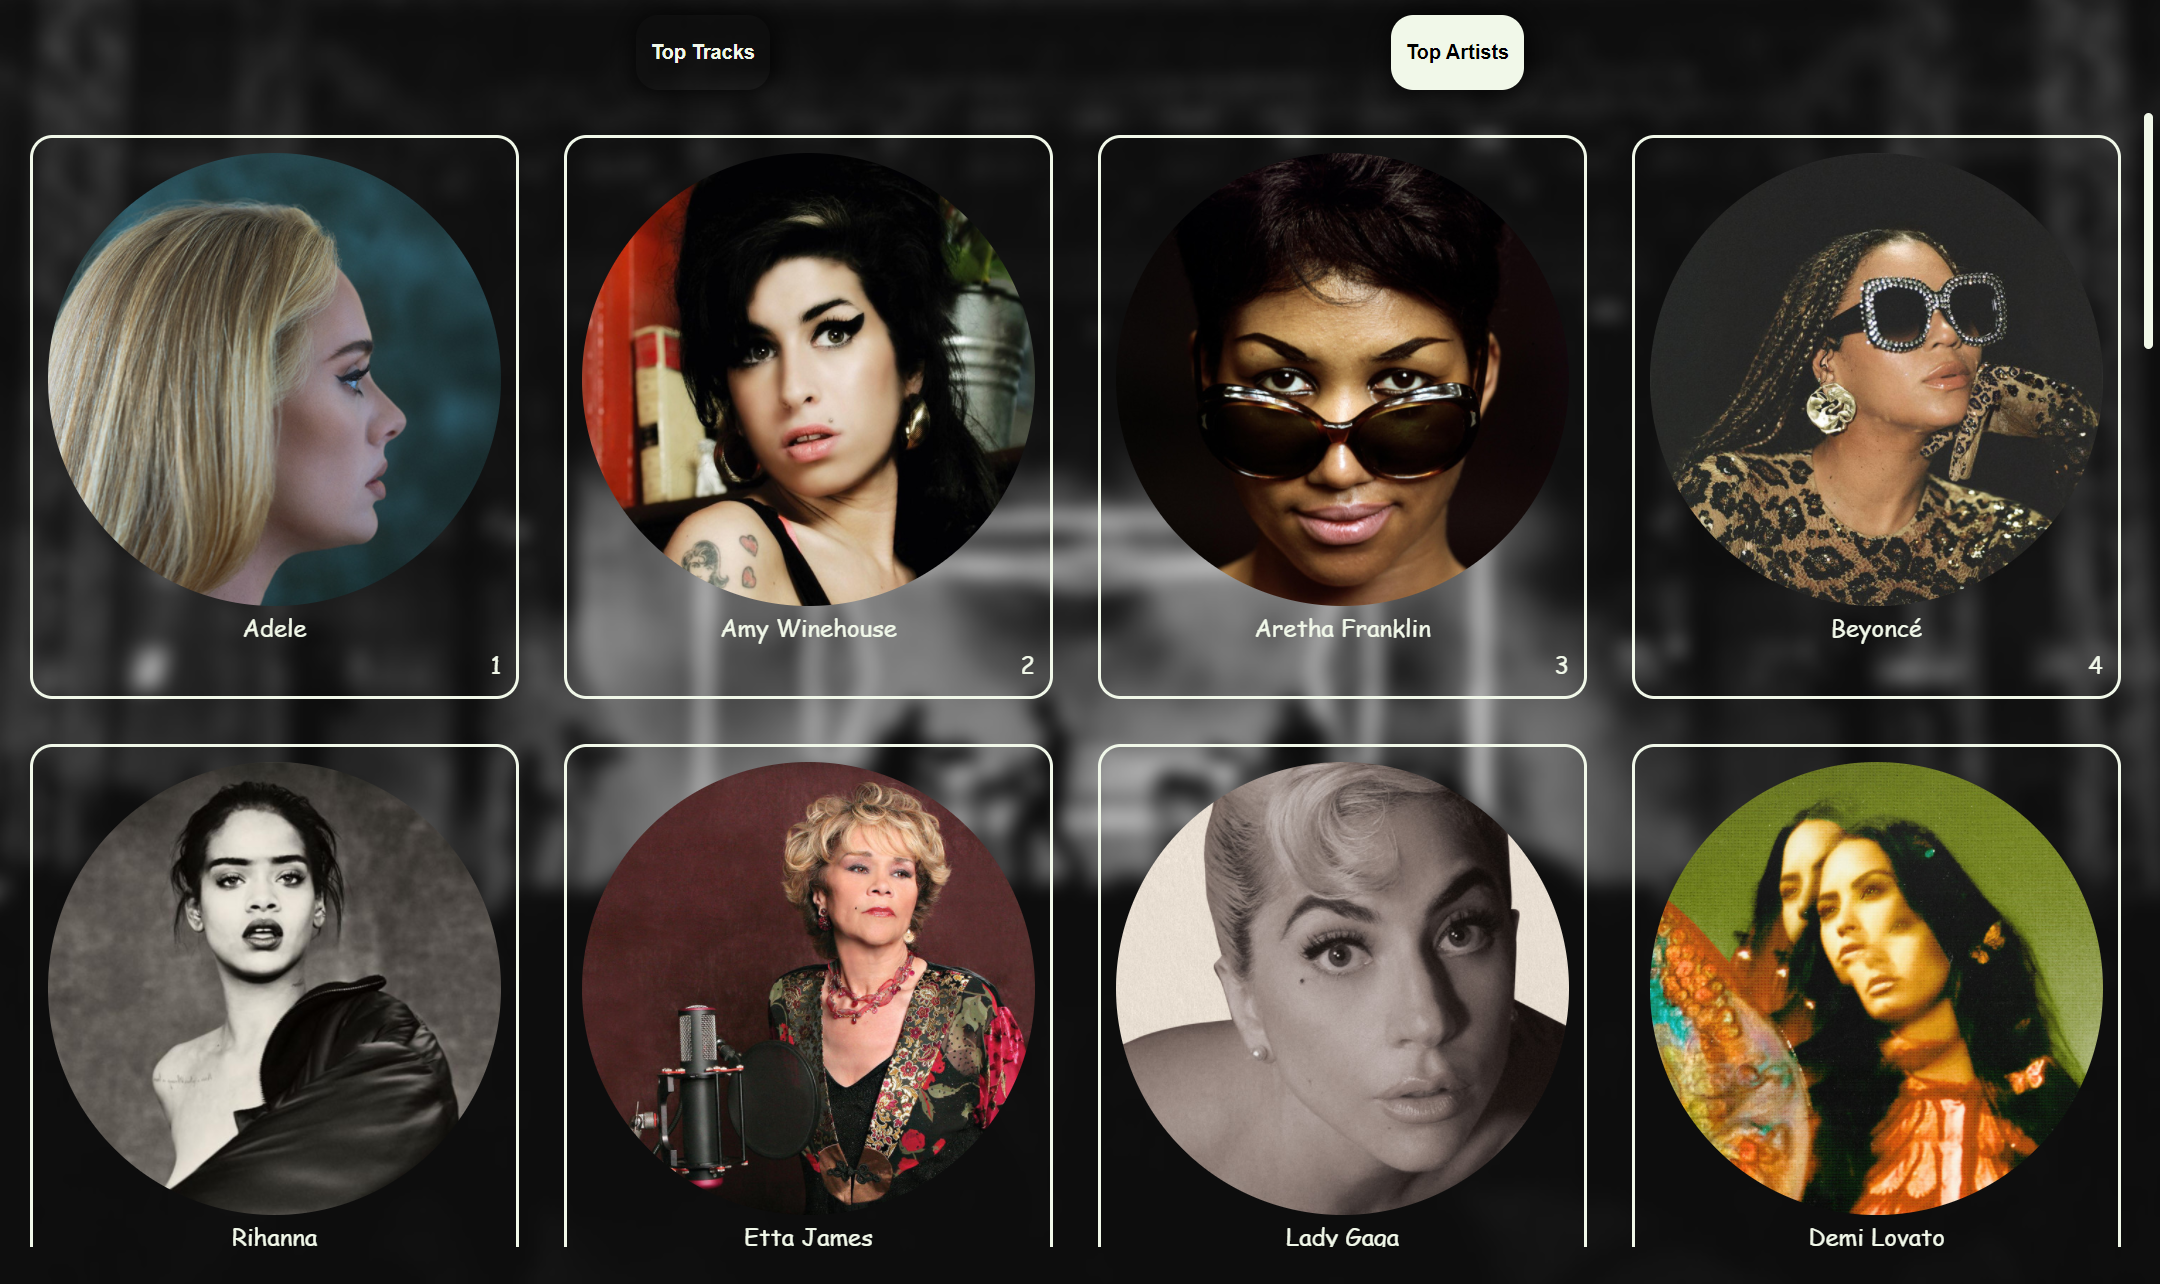 Top Tracks
Top Artists
Adele
1
Amy Winehouse
2
Aretha Franklin
3
Beyoncé
4
Rihanna
Etta James
Lady Gaga
Demi Lovato